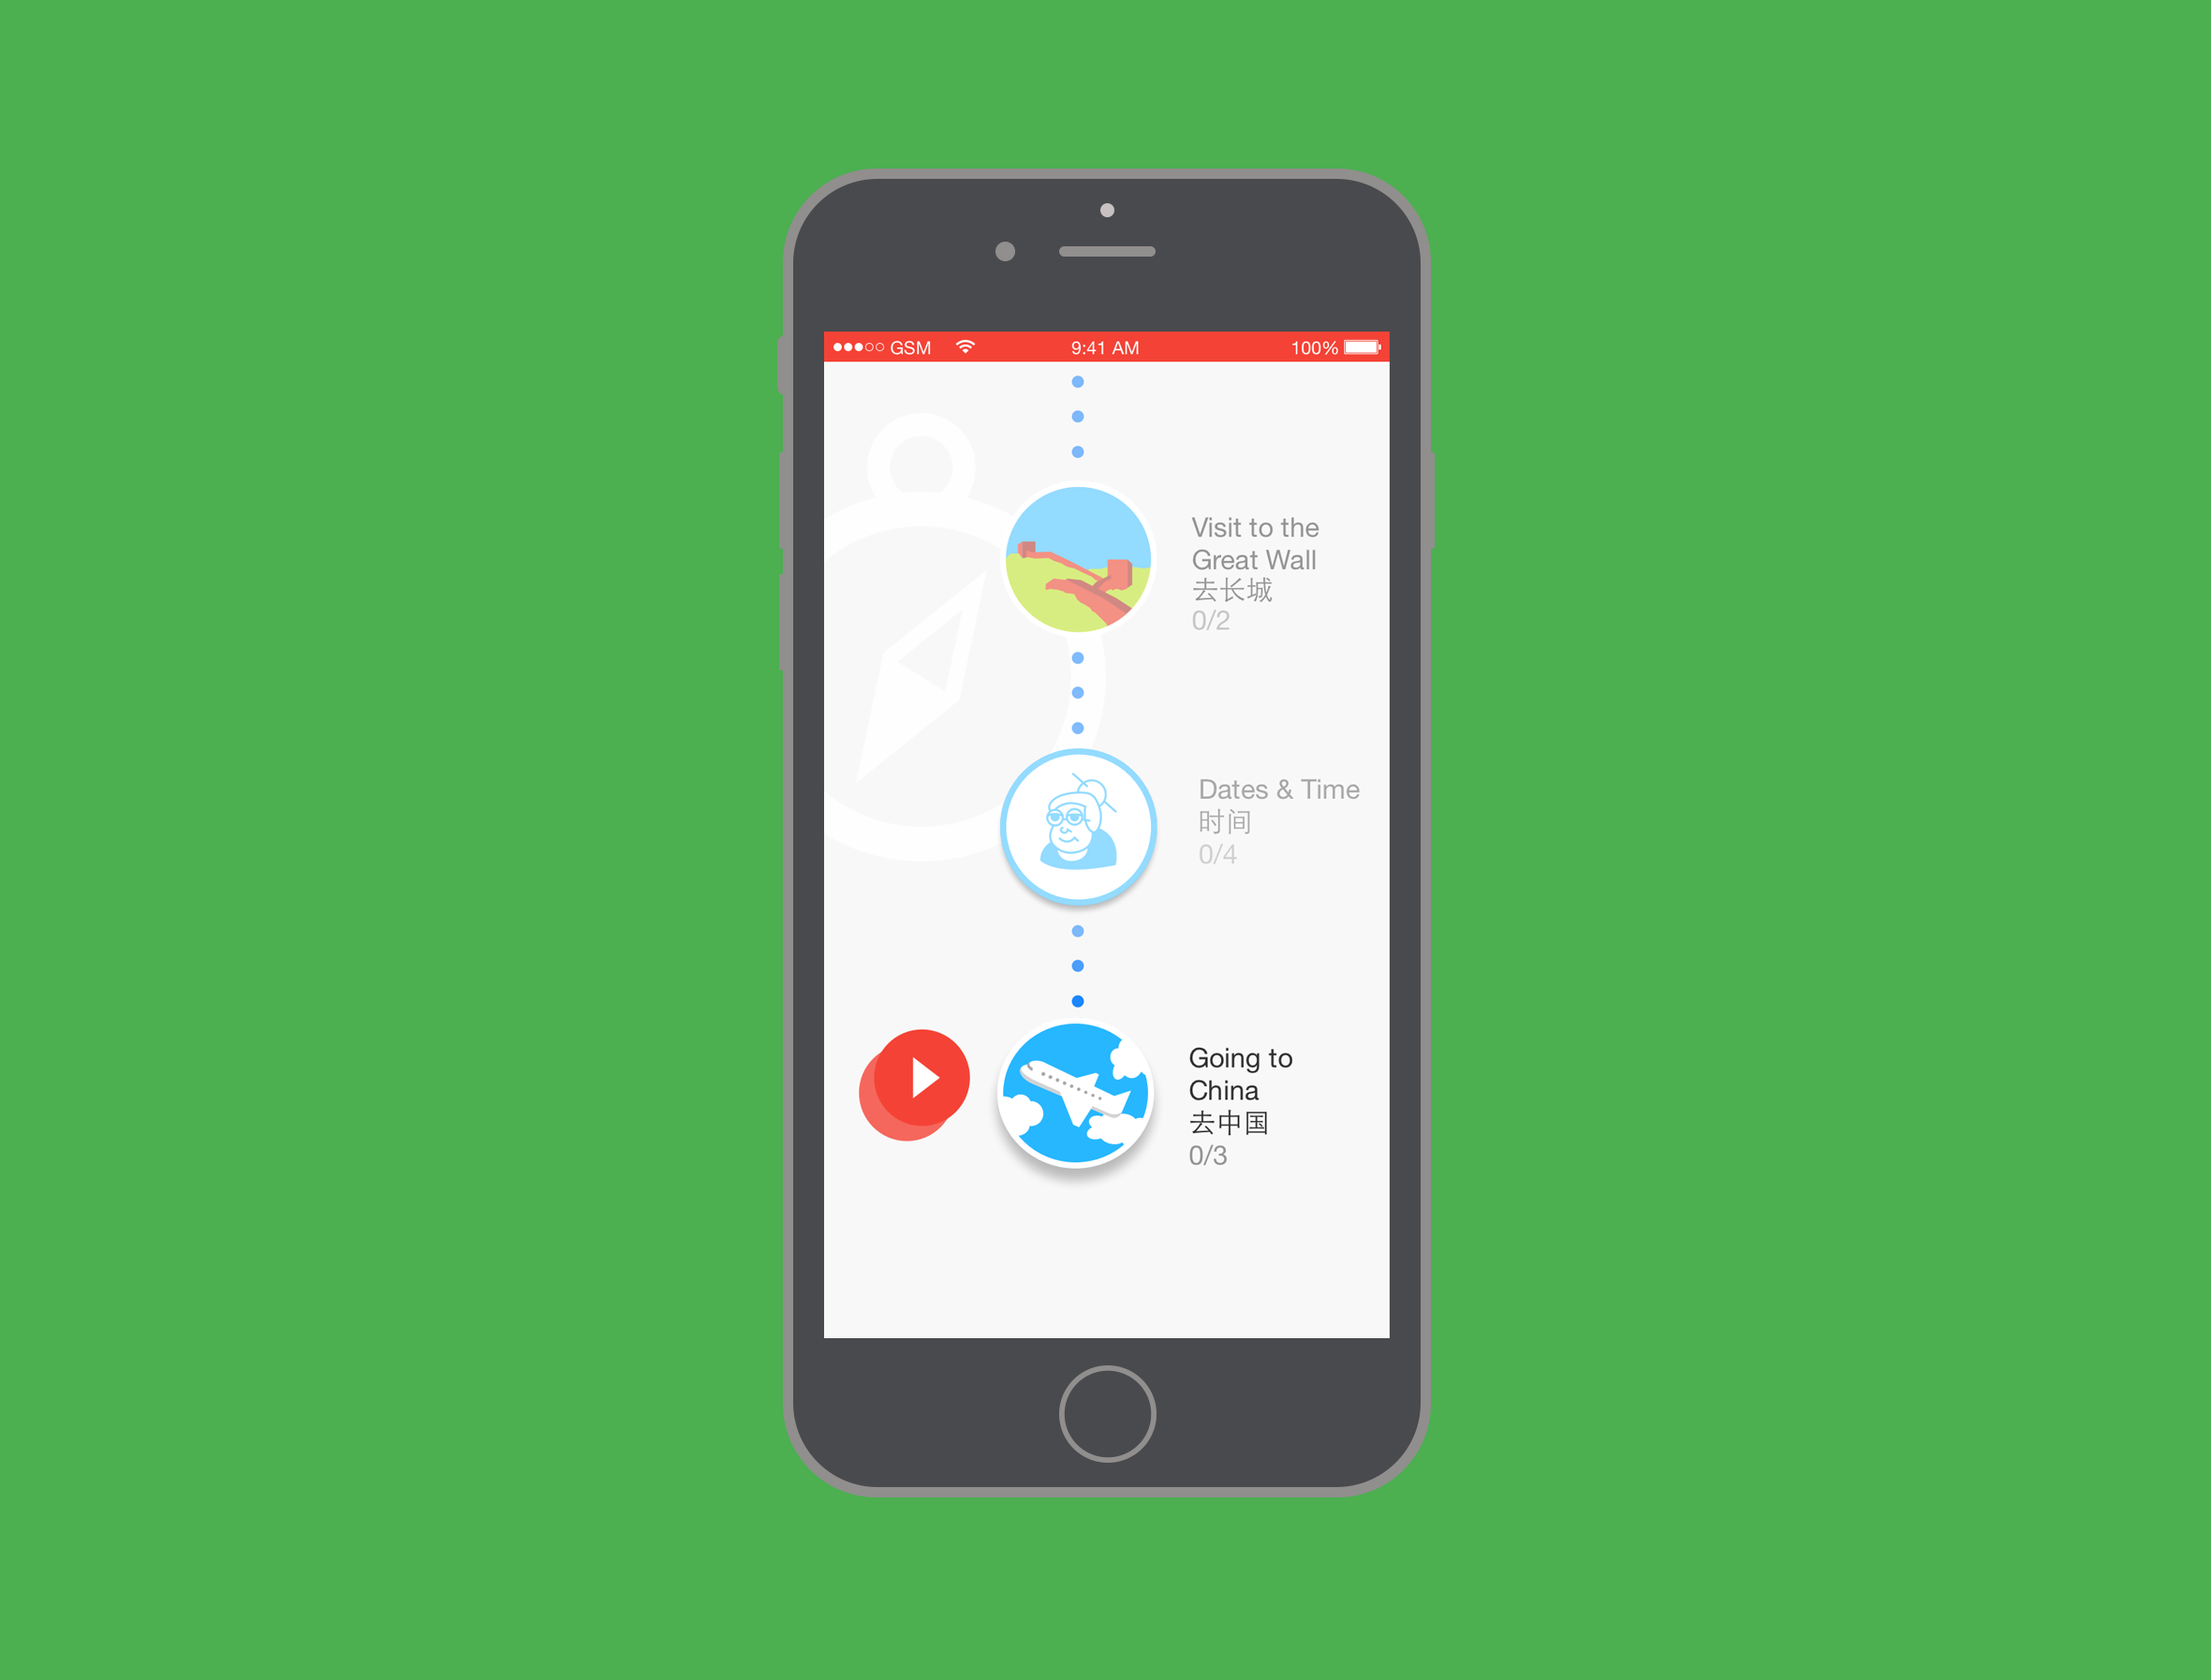 GSM 9:41 AM 100%
Visit to the
Great Wall
去长城
0/2
Dates & Time
时间
0/4
Going to
China
去中国
0/3